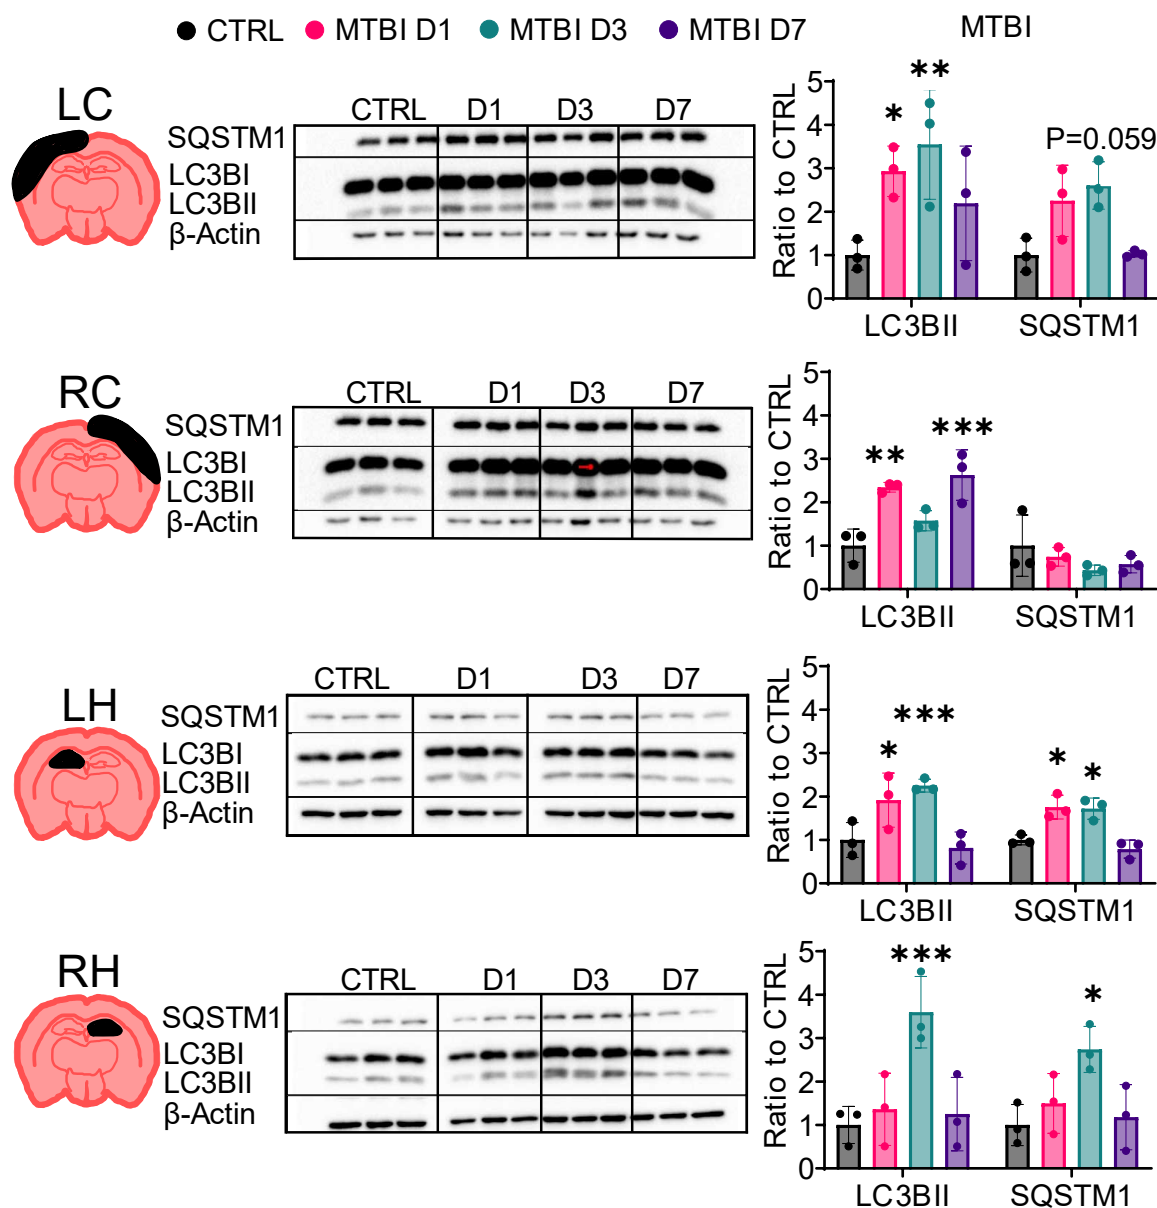 CTRL MTBI D1 MTBI D3 MTBI D7 MTBI
LC
CTRL D1 D3 D7
SQSTM1
LC3BI
LC3BII
β-Actin
Ratio to CTRL
5
4
3
2
1
0
* ** P=0.059
LC3BII SQSTM1
RC
CTRL D1 D3 D7
SQSTM1
LC3BI
LC3BII
β-Actin
Ratio to CTRL
5
4
3
2
1
0
** ***
LC3BII SQSTM1
LH
CTRL D1 D3 D7
SQSTM1
LC3BI
LC3BII
β-Actin
Ratio to CTRL
5
4
3
2
1
0
* *** * *
LC3BII SQSTM1
RH
CTRL D1 D3 D7
SQSTM1
LC3BI
LC3BII
β-Actin
Ratio to CTRL
5
4
3
2
1
0
*** *
LC3BII SQSTM1